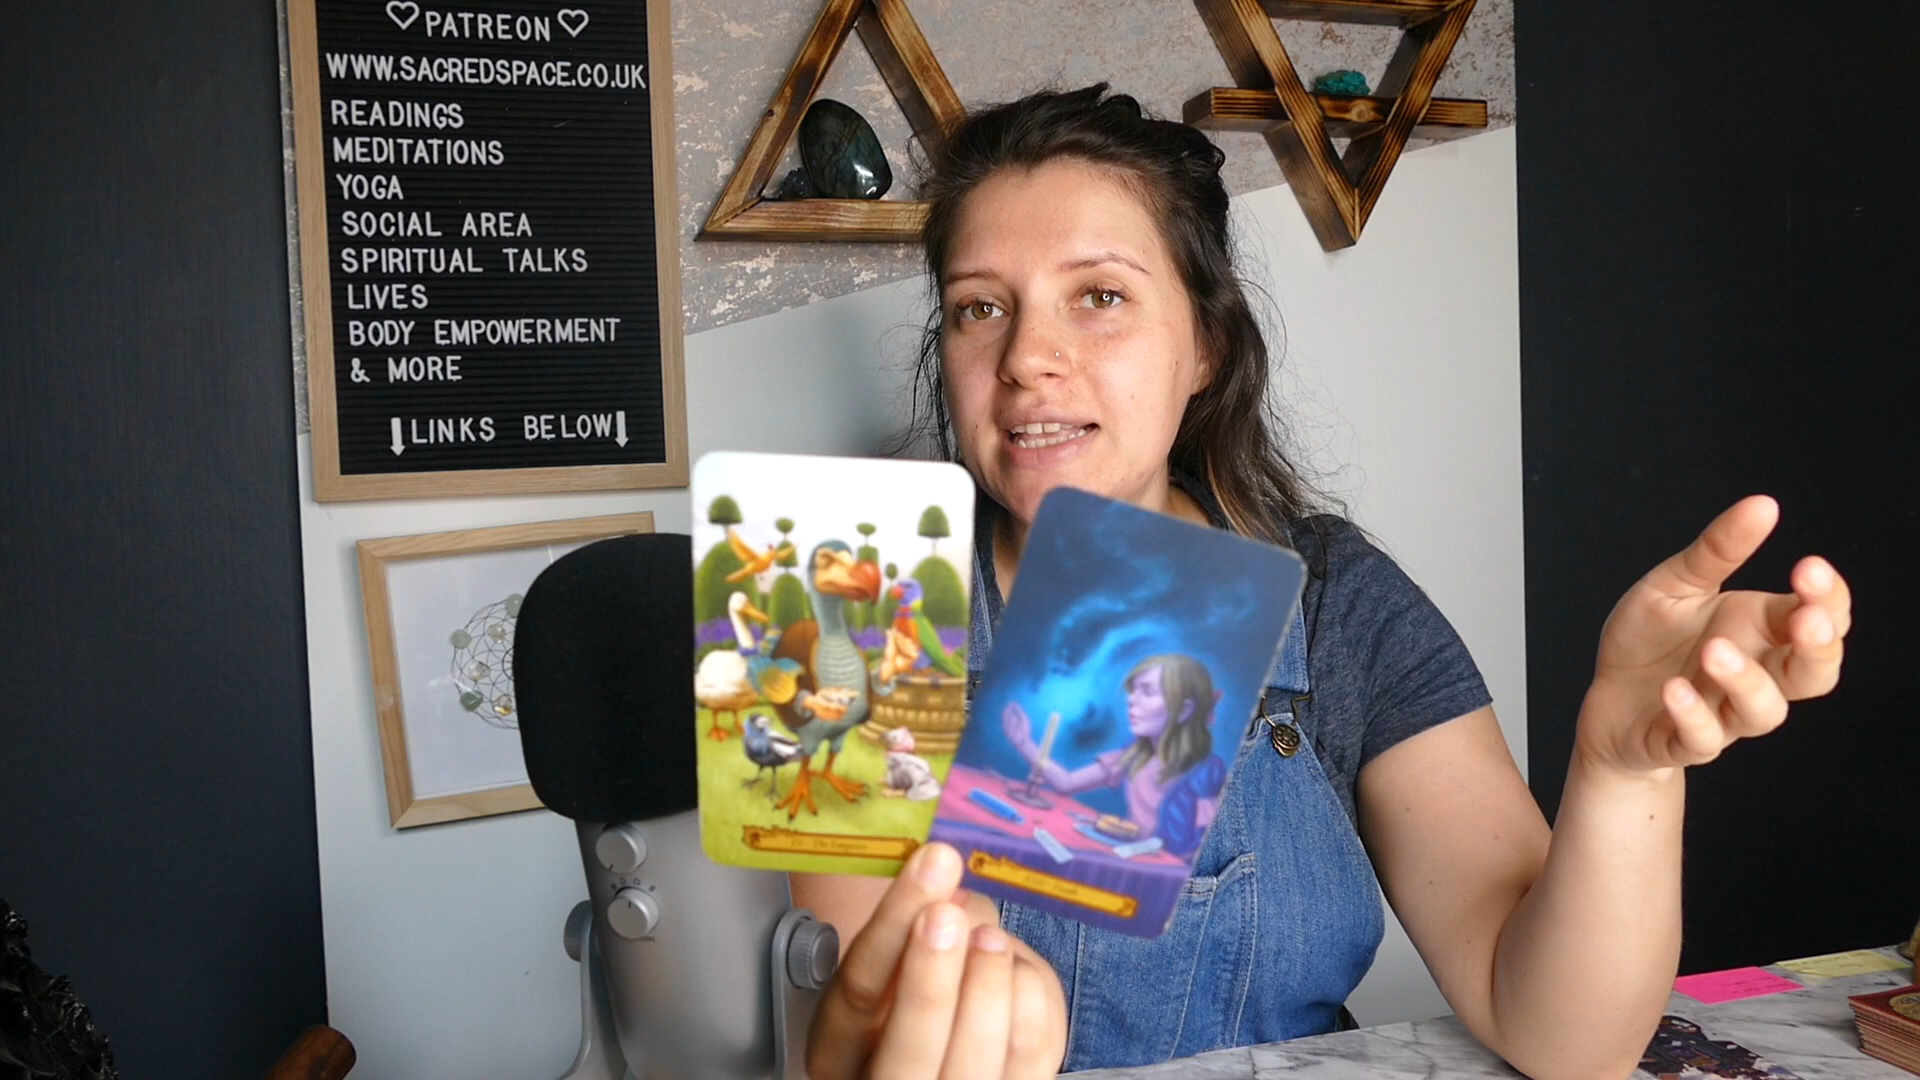 ♡PATREON♡
WWW.SACREDSPACE.CO.UK
READINGS
MEDITATIONS
YOGA
SOCIAL AREA
SPIRITUAL TALKS
LIVES
BODY EMPOWERMENT
& MORE
↓LINKS BELOW↓